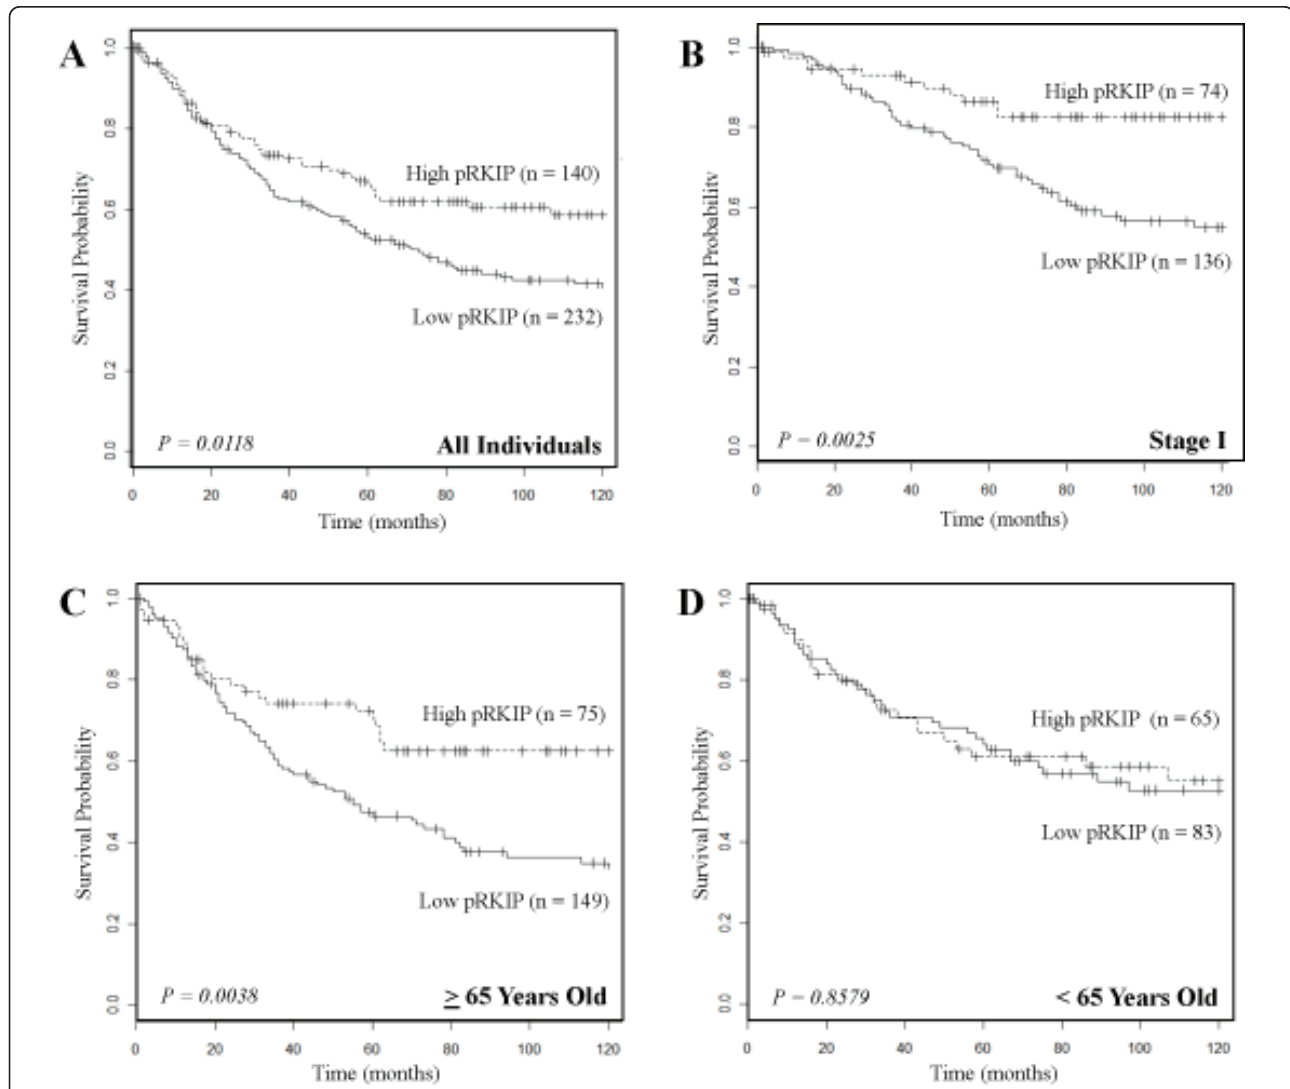 A
1.0
0.8
0.6
0.4
0.2
0.0
Survival Probability
High pRKIP (n = 140)
Low pRKIP (n = 232)
P = 0.0118
All Individuals
0 20 40 60 80 100 120
Time (months)
B
1.0
0.8
0.6
0.4
0.2
0.0
Survival Probability
High pRKIP (n = 74)
Low pRKIP (n = 136)
P = 0.0025
Stage I
0 20 40 60 80 100 120
Time (months)
C
1.0
0.8
0.6
0.4
0.2
0.0
Survival Probability
High pRKIP (n = 75)
Low pRKIP (n = 149)
P = 0.0038
≥ 65 Years Old
0 20 40 60 80 100 120
Time (months)
D
1.0
0.8
0.6
0.4
0.2
0.0
Survival Probability
High pRKIP (n = 65)
Low pRKIP (n = 83)
P = 0.8579
< 65 Years Old
0 20 40 60 80 100 120
Time (months)